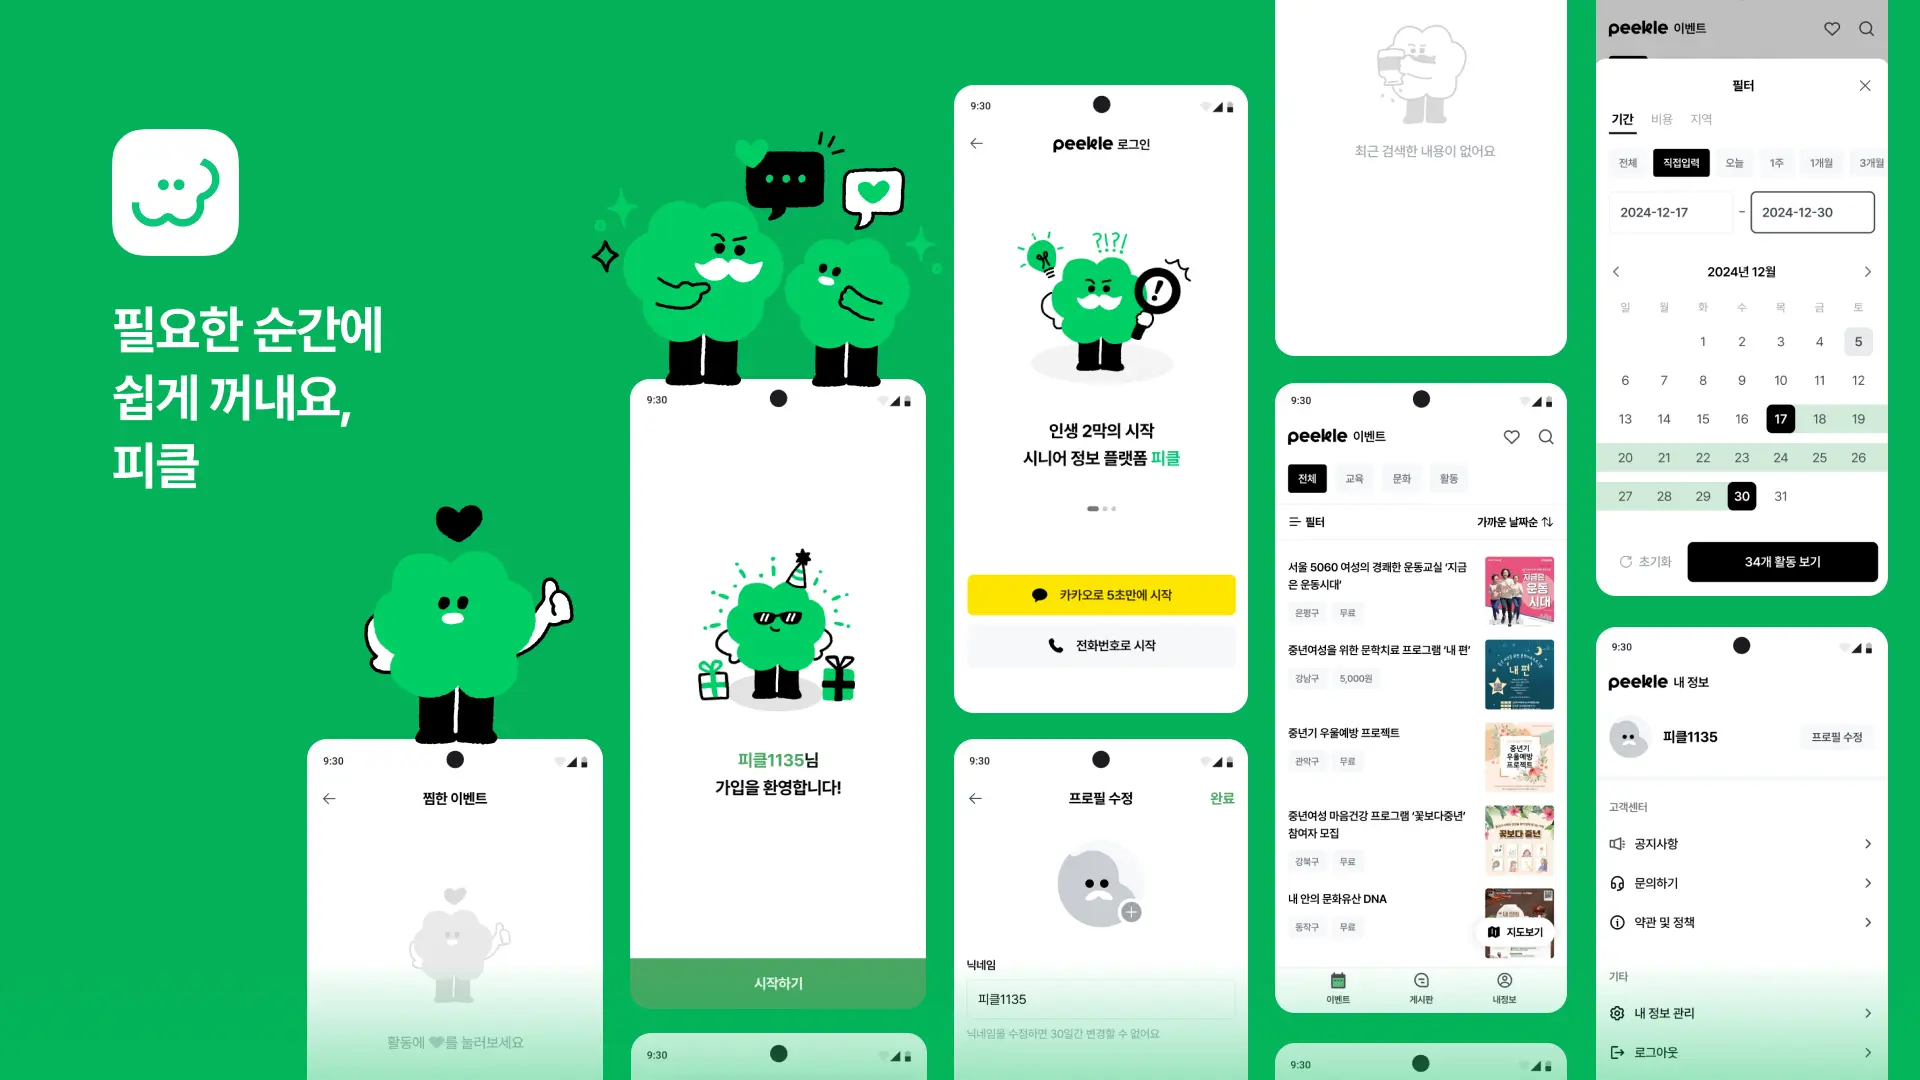 필요한 순간에
쉽게 꺼내요,
피클
9:30
찜한 이벤트
활동에 를 눌러보세요
9:30
피클1135님
가입을 환영합니다!
시작하기
9:30
9:30
peekle 로그인
?!?!
!
인생 2막의 시작
시니어 정보 플랫폼 피클
카카오로 5초만에 시작
전화번호로 시작
9:30
프로필 수정
완료
닉네임
피클1135
닉네임을 수정하면 30일간 변경할 수 없어요
최근 검색한 내용이 없어요
9:30
peekle 이벤트
전체 교육 문화 활동
필터 가까운 날짜순
서울 5060 여성의 경쾌한 운동교실 ‘지금
은 운동시대’
은평구 무료
지금은
운동
시대
중년여성을 위한 문학치료 프로그램 ‘내 편’
강남구 5,000원
'내 편'
중년기 우울예방 프로젝트
관악구 무료
중년기
우울예방
프로젝트
중년여성 마음건강 프로그램 ‘꽃보다중년’
참여자 모집
강북구 무료
꽃보다 중년
내 안의 문화유산 DNA
동작구 무료
지도보기
이벤트 게시판 내정보
9:30
peekle 이벤트
필터
기간 비용 지역
전체 직접입력 오늘 1주 1개월 3개월
2024-12-17 – 2024-12-30
2024년 12월
일 월 화 수 목 금 토
1 2 3 4 5
6 7 8 9 10 11 12
13 14 15 16 17 18 19
20 21 22 23 24 25 26
27 28 29 30 31
초기화 34개 활동 보기
9:30
peekle 내 정보
피클1135 프로필 수정
고객센터
공지사항
문의하기
약관 및 정책
기타
내 정보 관리
로그아웃